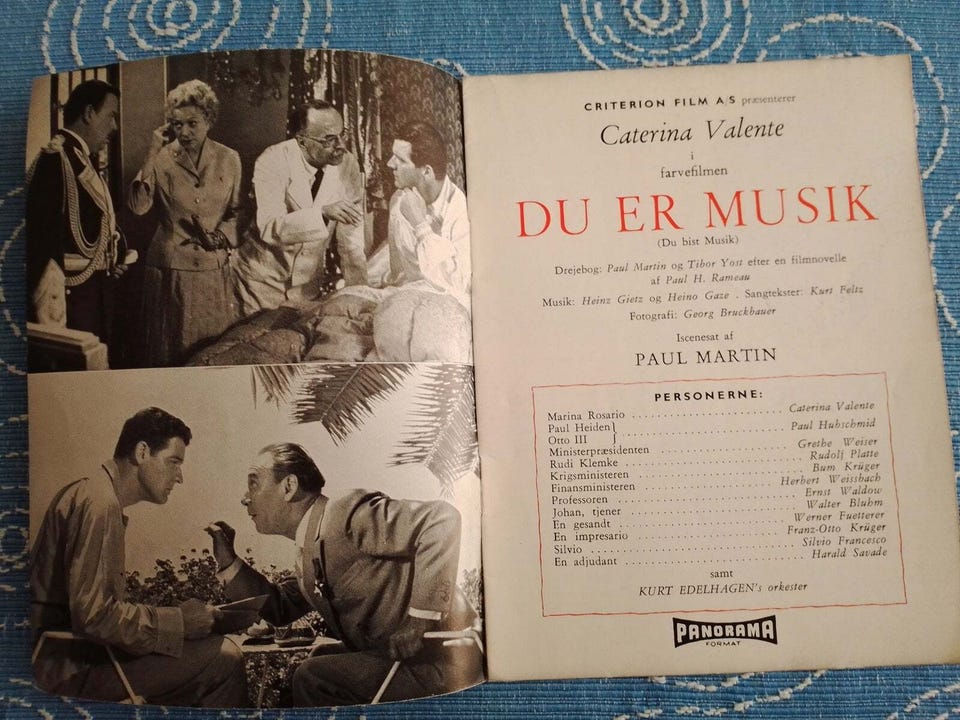 CRITERION FILM A/S præsenterer
Caterina Valente
i
farvefilmen
DU ER MUSIK
(Du bist Musik)
Drejebog: Paul Martin og Tibor Yost efter en filmnovelle
af Paul H. Rameau
Musik: Heinz Gietz og Heino Gaze . Sangtekster: Kurt Feltz
Fotografi: Georg Bruckbauer
Iscenesat af
PAUL MARTIN
PERSONERNE:
Marina Rosario . . . . . . . . Caterina Valente
Paul Heiden
Otto III } . . . . . . . . Paul Hubschmid
Ministerpræsidenten . . . . . . . . Grethe Weiser
Rudi Klemke . . . . . . . . Rudolf Platte
Krigsministeren . . . . . . . . Bum Krüger
Finansministeren . . . . . . . . Herbert Weissbach
Professoren . . . . . . . . Ernst Waldow
Johan, tjener . . . . . . . . Walter Bluhm
En gesandt . . . . . . . . Werner Fuetterer
En impresario . . . . . . . . Franz-Otto Krüger
Silvio . . . . . . . . Silvio Francesco
En adjudant . . . . . . . . Harald Savade
samt
KURT EDELHAGEN's orkester
PANORAMA
FORMAT